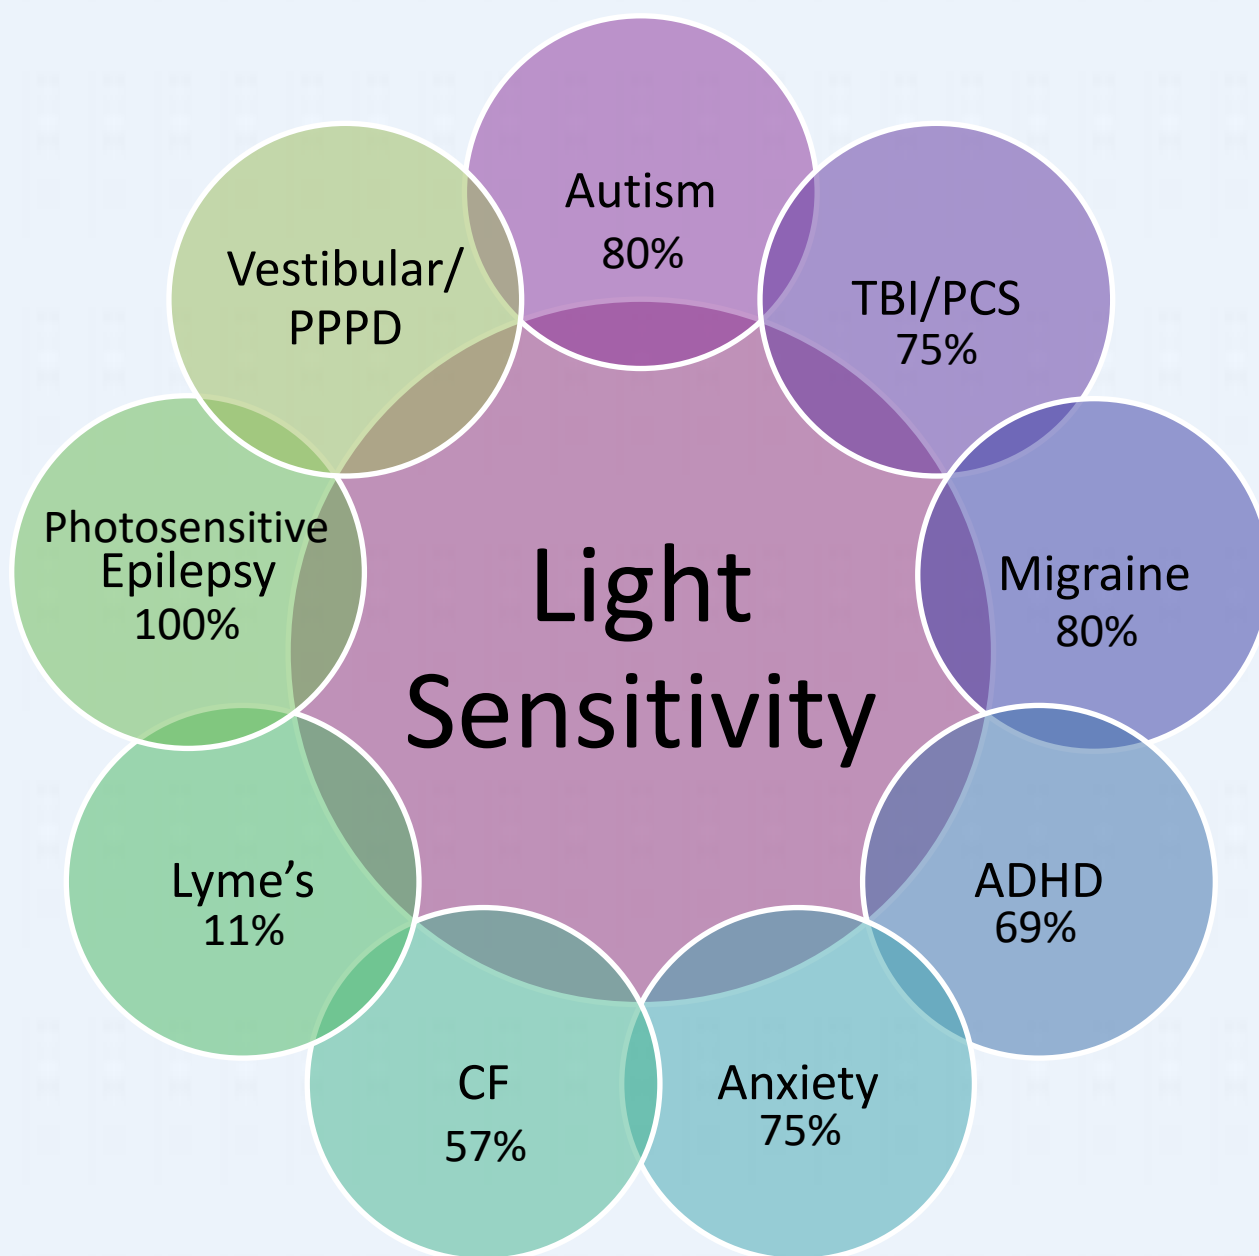 Autism
80%
TBI/PCS
75%
Migraine
80%
ADHD
69%
Anxiety
75%
CF
57%
Lyme’s
11%
Photosensitive
Epilepsy
100%
Vestibular/
PPPD
Light
Sensitivity